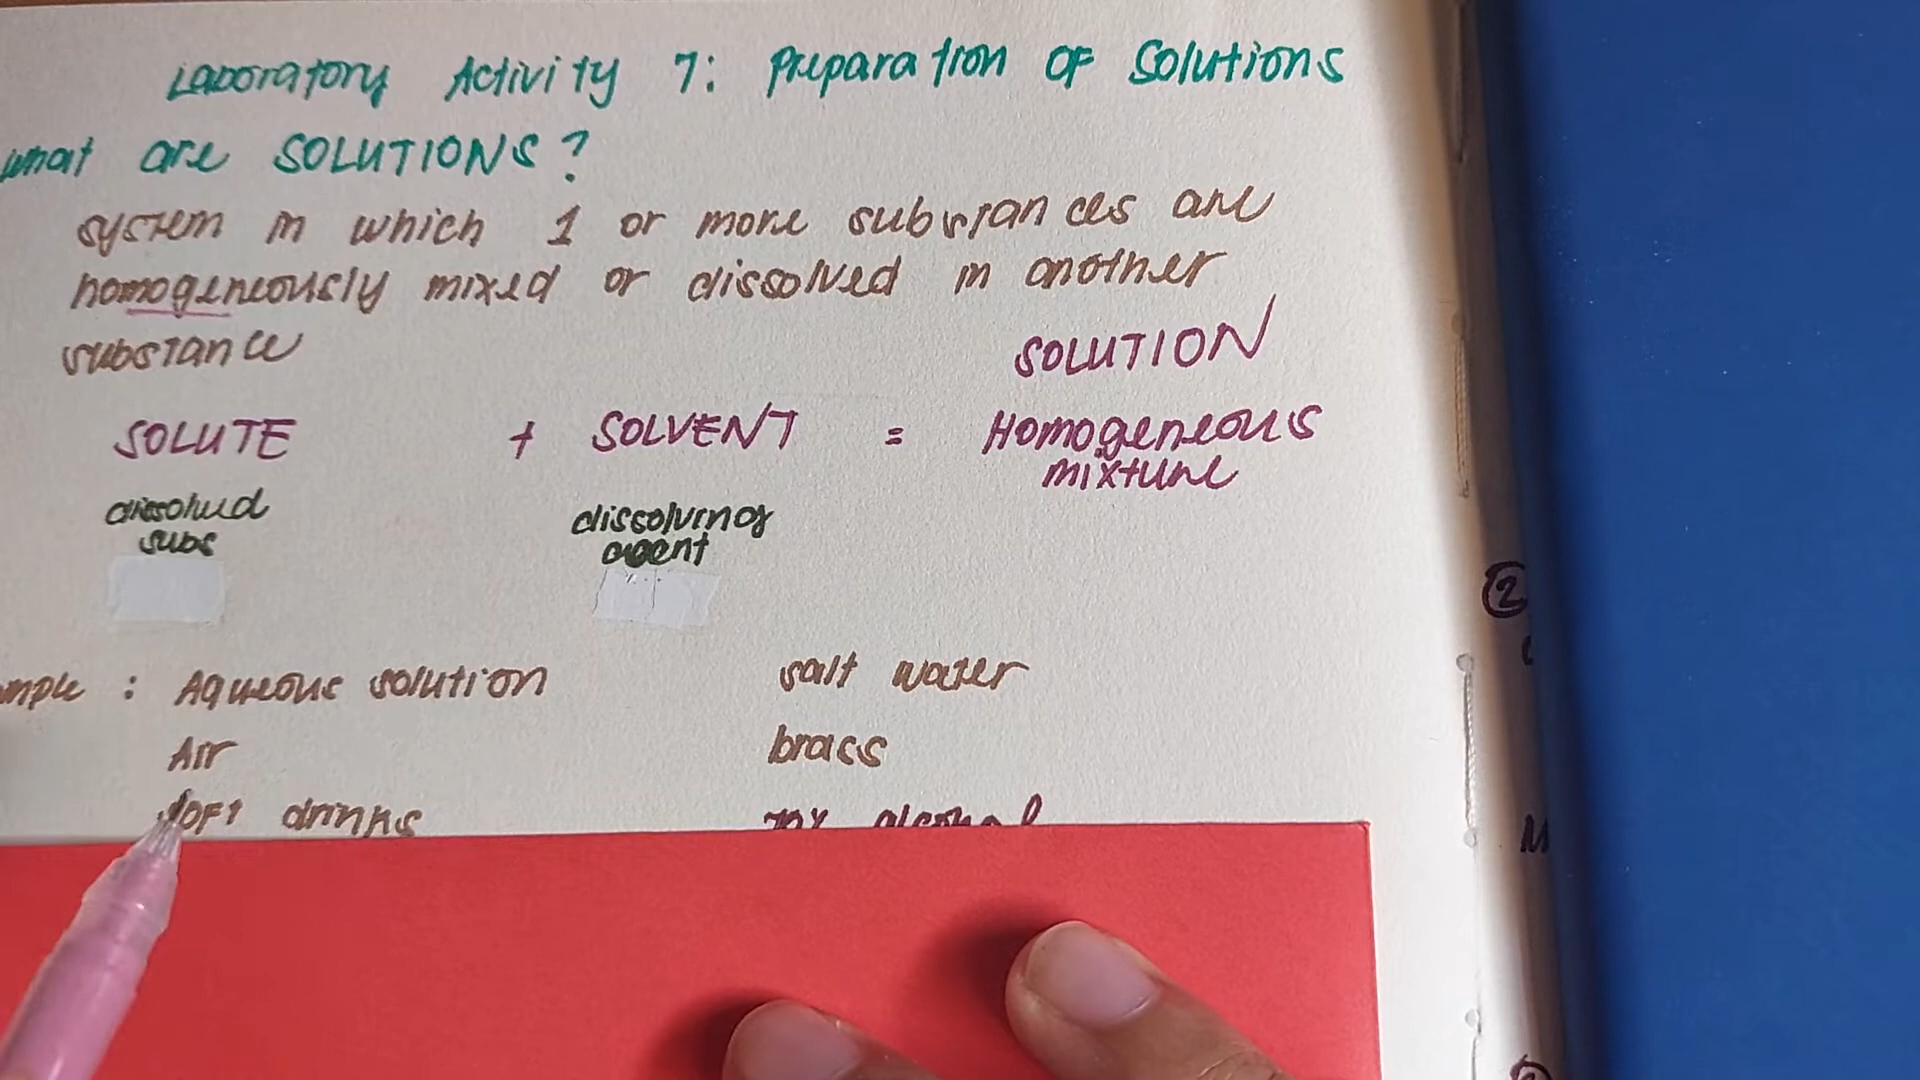 Laboratory Activity 7: Preparation OF Solutions
what are SOLUTIONS?
system in which 1 or more substances are
homogeneously mixed or dissolved in another
substance
SOLUTION
SOLUTE + SOLVENT = Homogeneous
mixture
dissolved
subs
dissolving
agent
mple : Aqueous solution salt water
Air brass
soft drinks alcohol
2